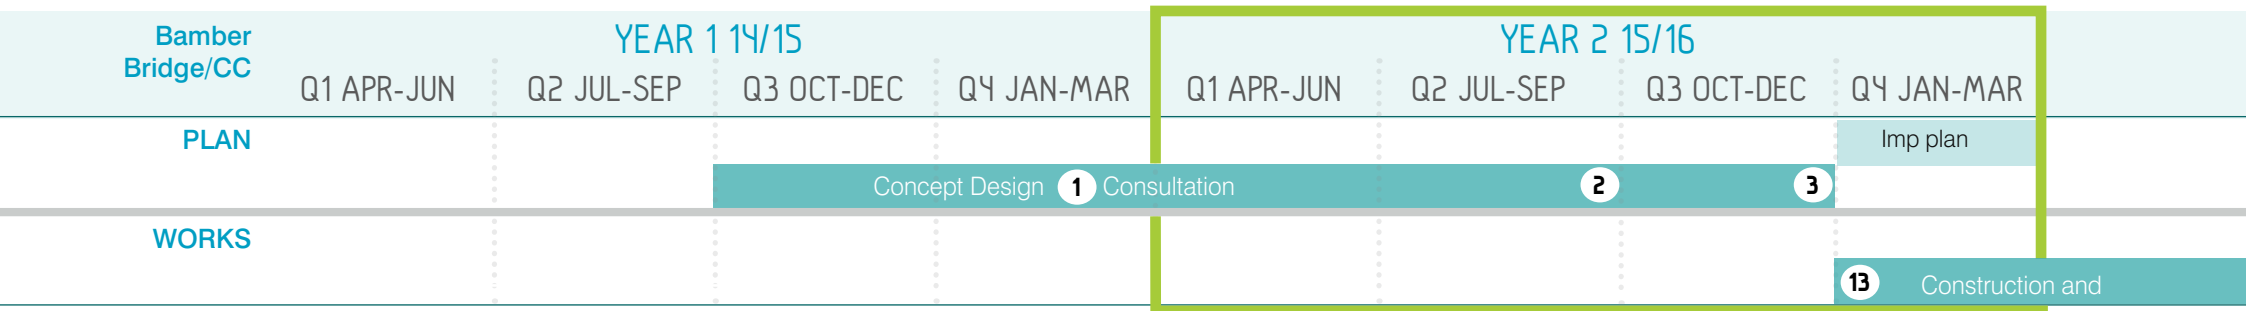 Bamber
Bridge/CC
YEAR 1 14/15
YEAR 2 15/16
Q1 APR-JUN
Q2 JUL-SEP
Q3 OCT-DEC
Q4 JAN-MAR
Q1 APR-JUN
Q2 JUL-SEP
Q3 OCT-DEC
Q4 JAN-MAR
PLAN
Imp plan
Concept Design 1 Consultation
2
3
WORKS
13 Construction and